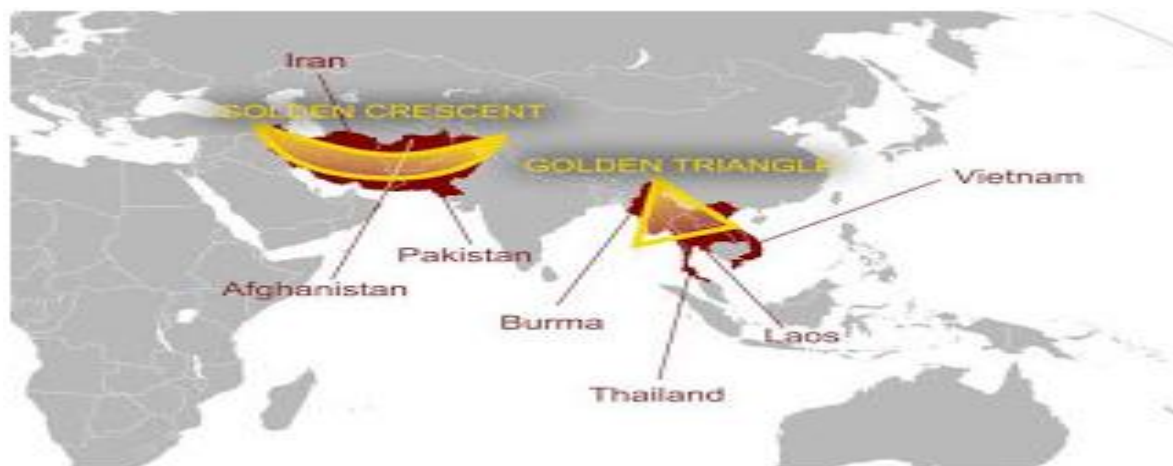 Iran
GOLDEN CRESCENT
GOLDEN TRIANGLE
Vietnam
Pakistan
Afghanistan
Burma
Laos
Thailand